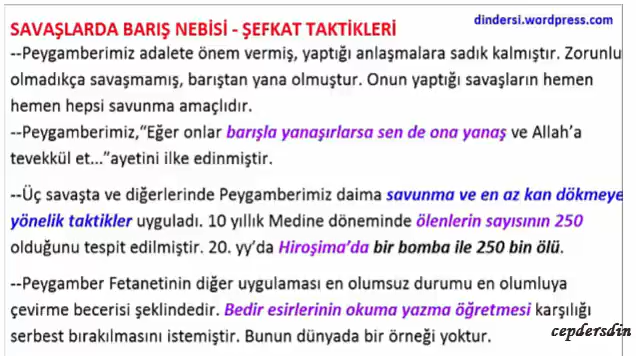 dindersi.wordpress.com
SAVAŞLARDA BARIŞ NEBİSİ - ŞEFKAT TAKTİKLERİ
--Peygamberimiz adalete önem vermiş, yaptığı anlaşmalara sadık kalmıştır. Zorunlu
olmadıkça savaşmamış, barıştan yana olmuştur. Onun yaptığı savaşların hemen
hemen hepsi savunma amaçlıdır.
--Peygamberimiz,“Eğer onlar barışla yanaşırlarsa sen de ona yanaş ve Allah’a
tevekkül et...”ayetini ilke edinmiştir.
--Üç savaşta ve diğerlerinde Peygamberimiz daima savunma ve en az kan dökmeye
yönelik taktikler uyguladı. 10 yıllık Medine döneminde ölenlerin sayısının 250
olduğunu tespit edilmiştir. 20. yy’da Hiroşima’da bir bomba ile 250 bin ölü.
--Peygamber Fetanetinin diğer uygulaması en olumsuz durumu en olumluya
çevirme becerisi şeklindedir. Bedir esirlerinin okuma yazma öğretmesi karşılığı
serbest bırakılmasını istemiştir. Bunun dünyada bir örneği yoktur.
cepdersdin